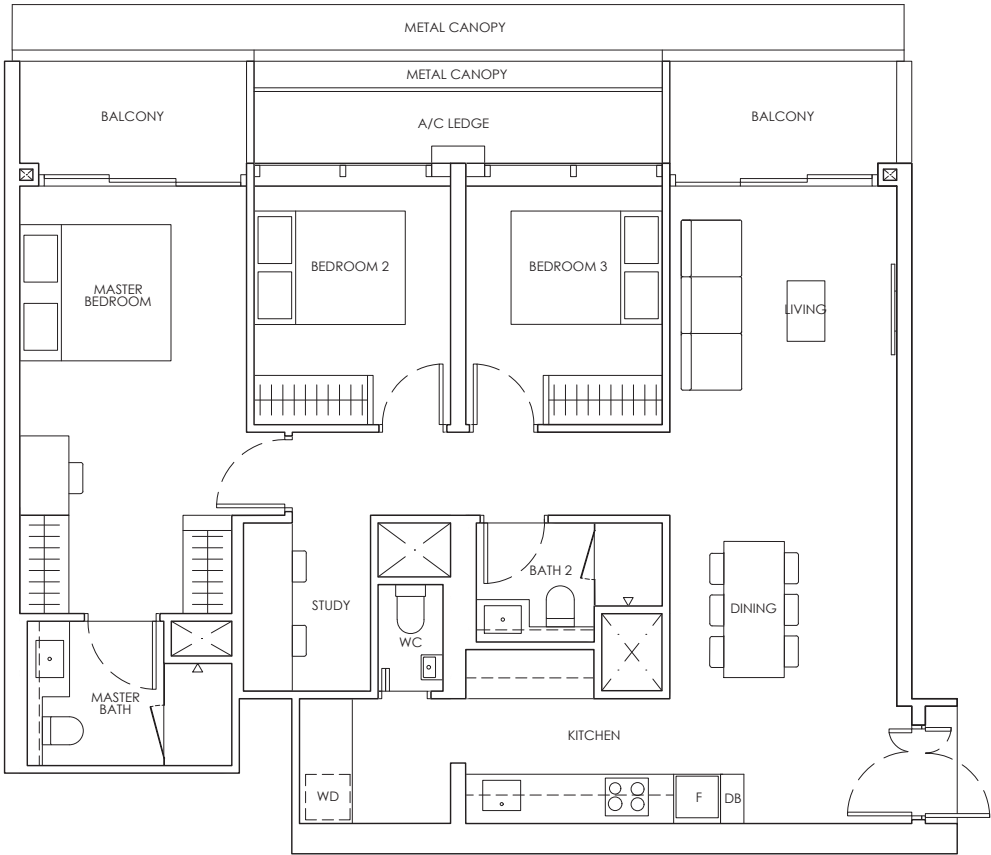 METAL CANOPY
METAL CANOPY
BALCONY
A/C LEDGE
BALCONY
MASTER
BEDROOM
BEDROOM 2
BEDROOM 3
LIVING
BATH 2
STUDY
DINING
WC
MASTER
BATH
KITCHEN
WD
F
DB